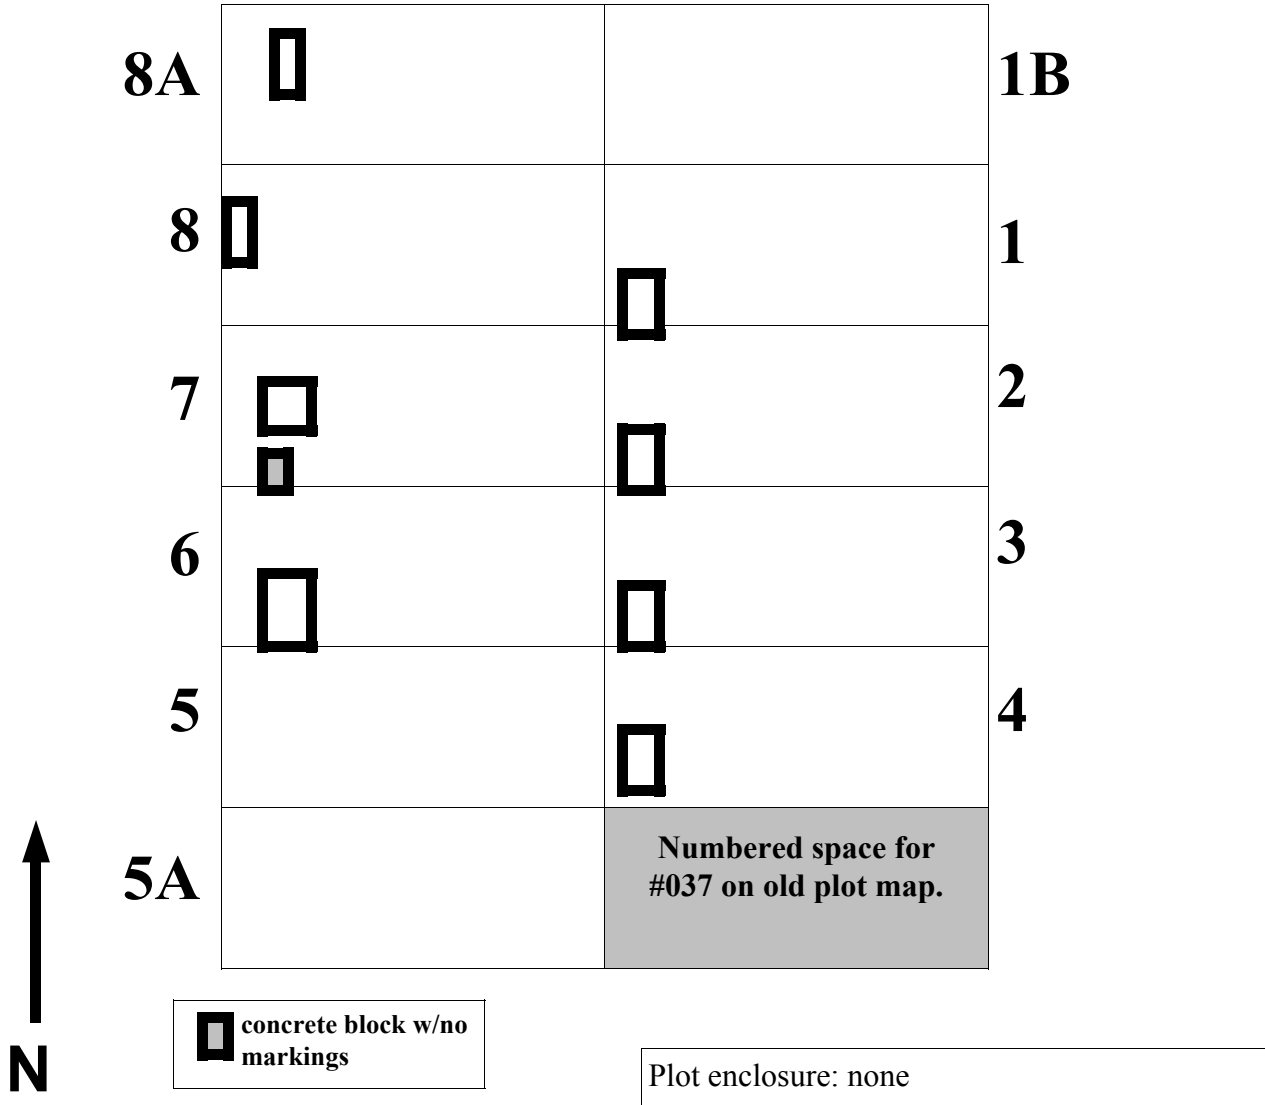 8A
1B
8
1
7
2
6
3
5
4
5A
Numbered space for
#037 on old plot map.
N
concrete block w/no
markings
Plot enclosure: none